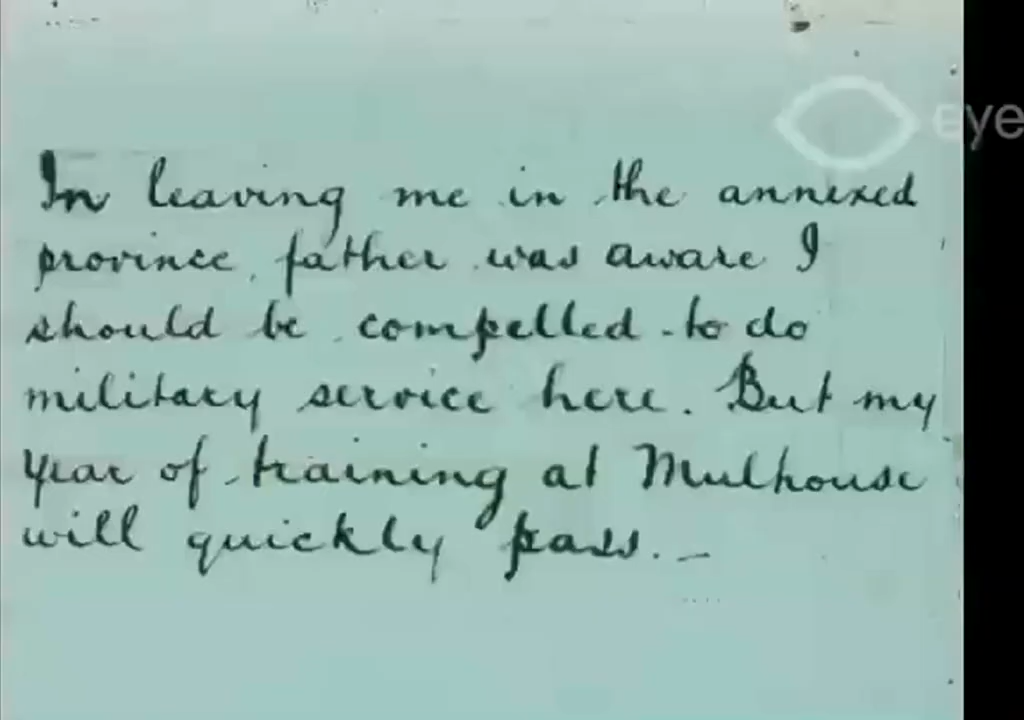 eye
In leaving me in the annexed
province, father was aware I
should be compelled to do
military service here. But my
year of training at Mulhouse
will quickly pass. _